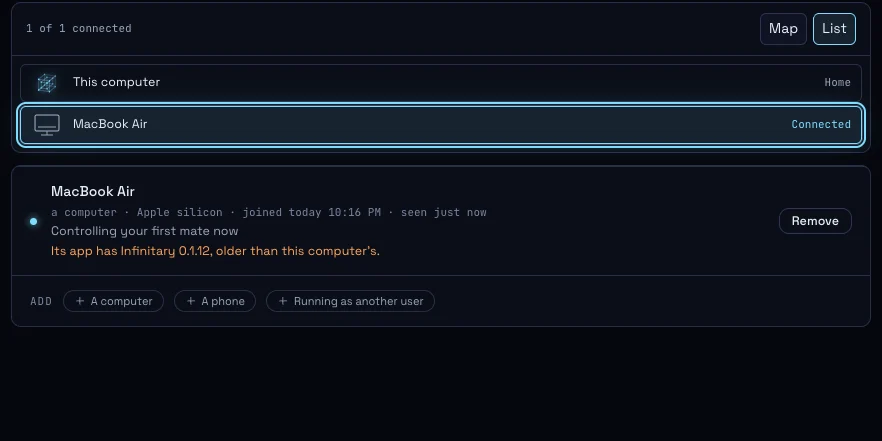 1 of 1 connected
Map
List
This computer
Home
MacBook Air
Connected
MacBook Air
a computer · Apple silicon · joined today 10:16 PM · seen just now
Controlling your first mate now
Its app has Infinitary 0.1.12, older than this computer's.
Remove
ADD
+ A computer
+ A phone
+ Running as another user